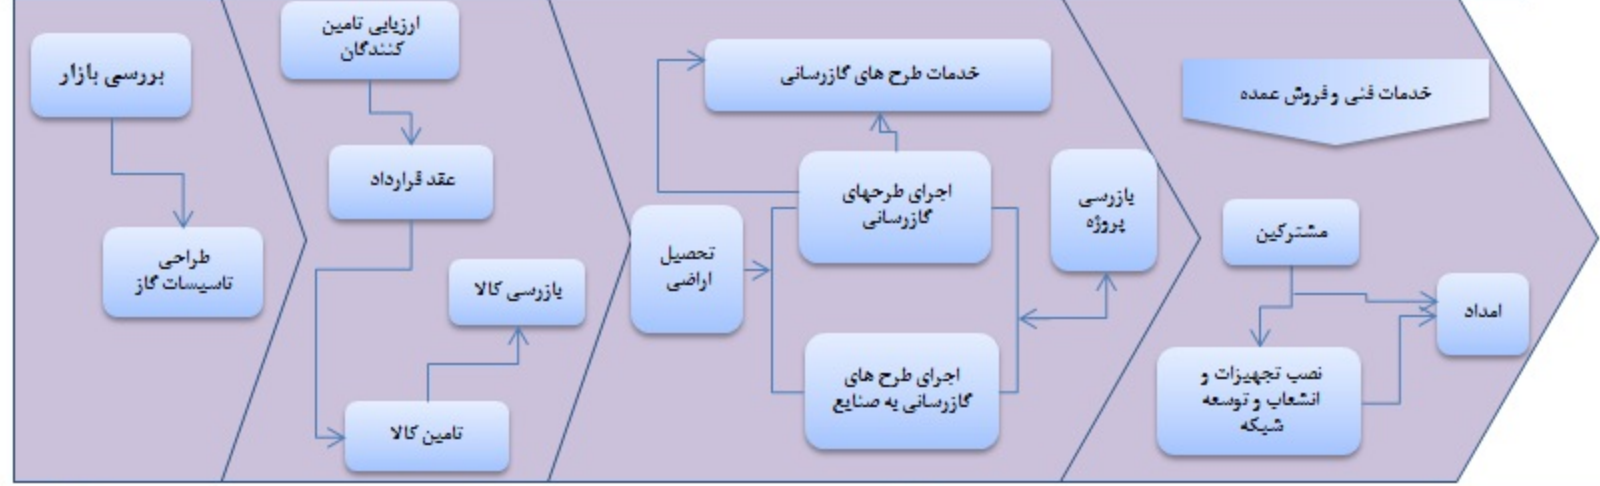 بررسی بازار
طراحی
تاسیسات گاز
ارزیابی تامین
کنندگان
عقد قرارداد
بازرسی کالا
تامین کالا
خدمات طرح های گازرسانی
اجرای طرحهای
گازرسانی
تحصیل
اراضی
اجرای طرح های
گازرسانی به صنایع
بازرسی
پروژه
خدمات فنی و فروش عمده
مشترکین
امداد
نصب تجهیزات و
انشعاب و توسعه
شبکه